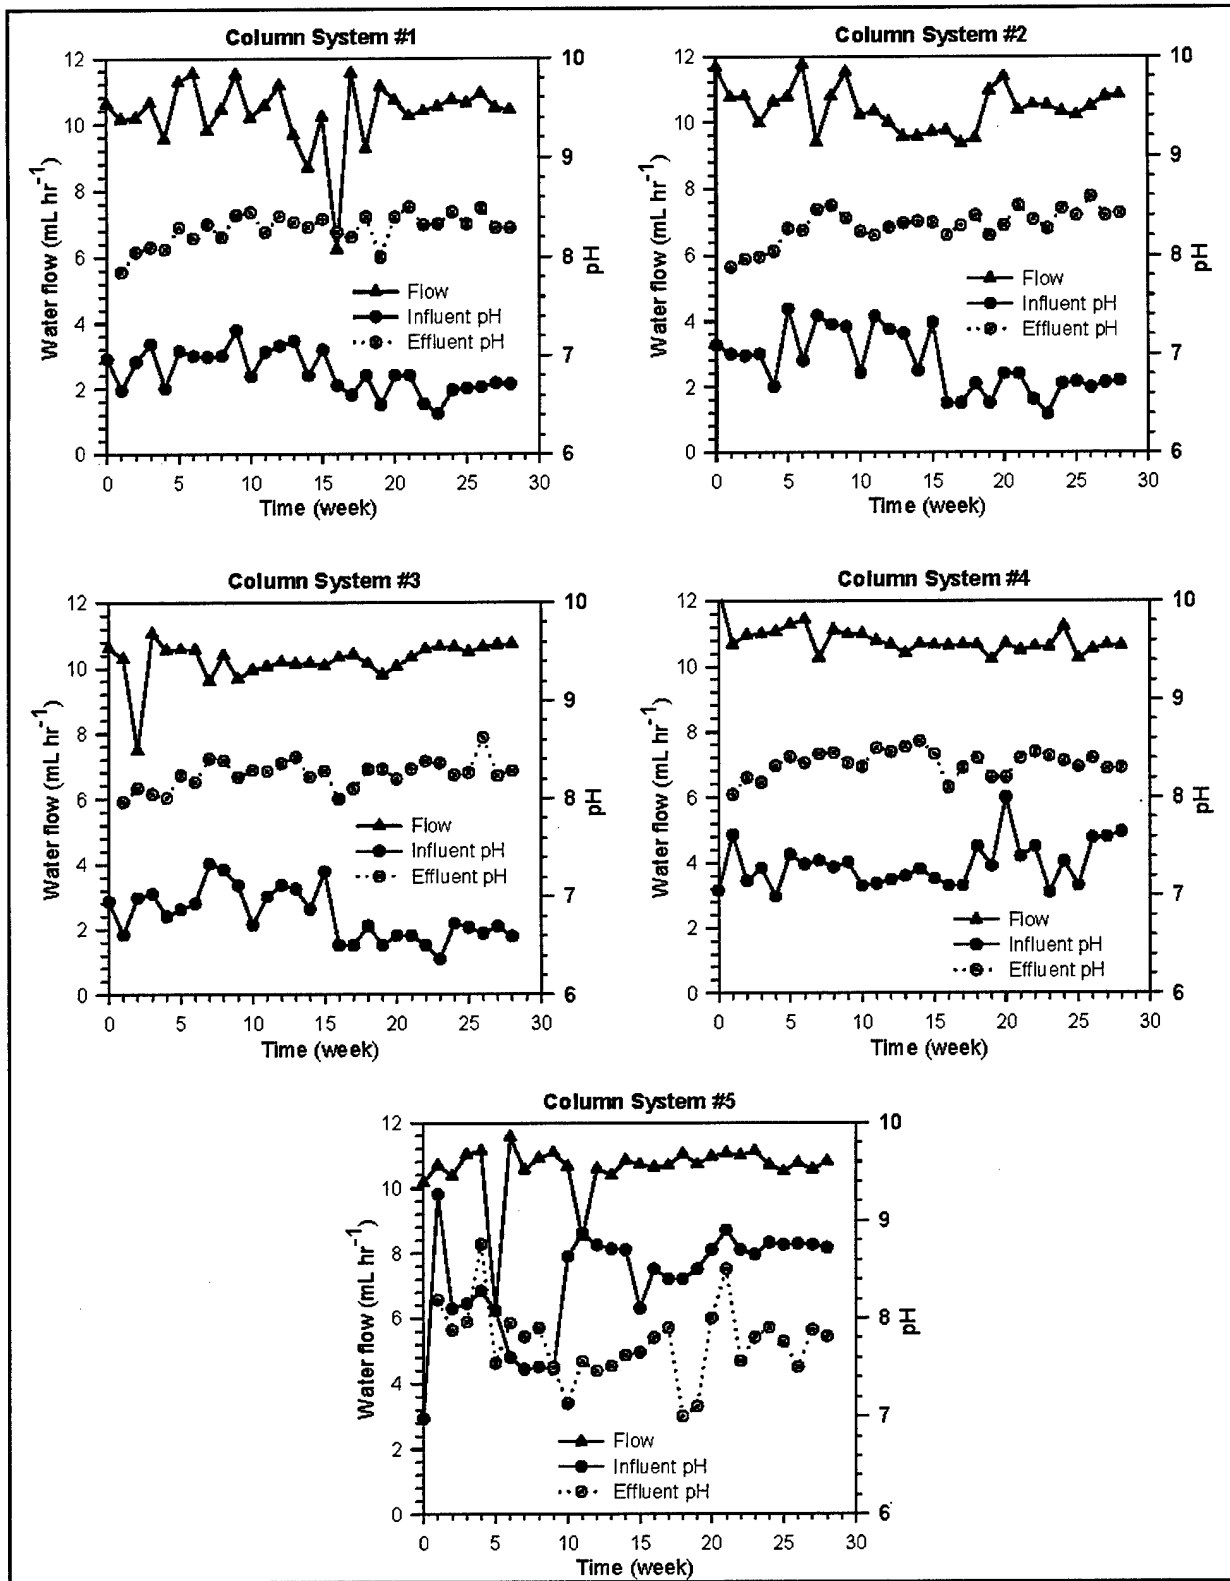 Column System #1
Water flow (mL hr-1)
12
10
8
6
4
2
0
10
9
8
7
6
pH
Flow
Influent pH
Effluent pH
0 5 10 15 20 25 30
Time (week)
Column System #2
Water flow (mL hr-1)
12
10
8
6
4
2
0
10
9
8
7
6
pH
Flow
Influent pH
Effluent pH
0 5 10 15 20 25 30
Time (week)
Column System #3
Water flow (mL hr-1)
12
10
8
6
4
2
0
10
9
8
7
6
pH
Flow
Influent pH
Effluent pH
0 5 10 15 20 25 30
Time (week)
Column System #4
Water flow (mL hr-1)
12
10
8
6
4
2
0
10
9
8
7
6
pH
Flow
Influent pH
Effluent pH
0 5 10 15 20 25 30
Time (week)
Column System #5
Water flow (mL hr-1)
12
10
8
6
4
2
0
10
9
8
7
6
pH
Flow
Influent pH
Effluent pH
0 5 10 15 20 25 30
Time (week)